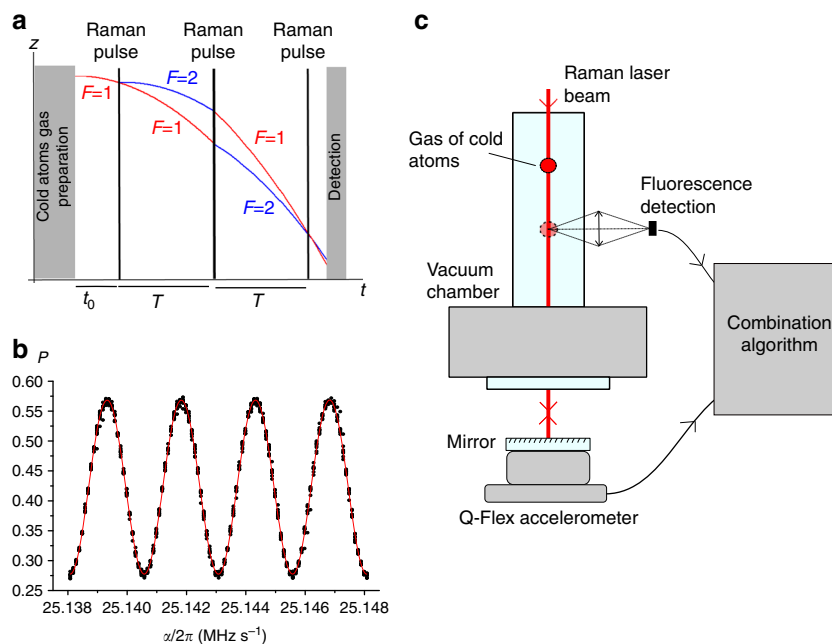 a
z
Raman
pulse
Raman
pulse
Raman
pulse
Cold atoms gas
preparation
F=1
F=2
F=1
F=1
F=2
Detection
t0
T
T
t
b
P
0.60
0.55
0.50
0.45
0.40
0.35
0.30
0.25
25.138 25.140 25.142 25.144 25.146 25.148
α/2π (MHz s⁻¹)
c
Raman laser
beam
Gas of cold
atoms
Fluorescence
detection
Vacuum
chamber
Combination
algorithm
Mirror
Q-Flex accelerometer